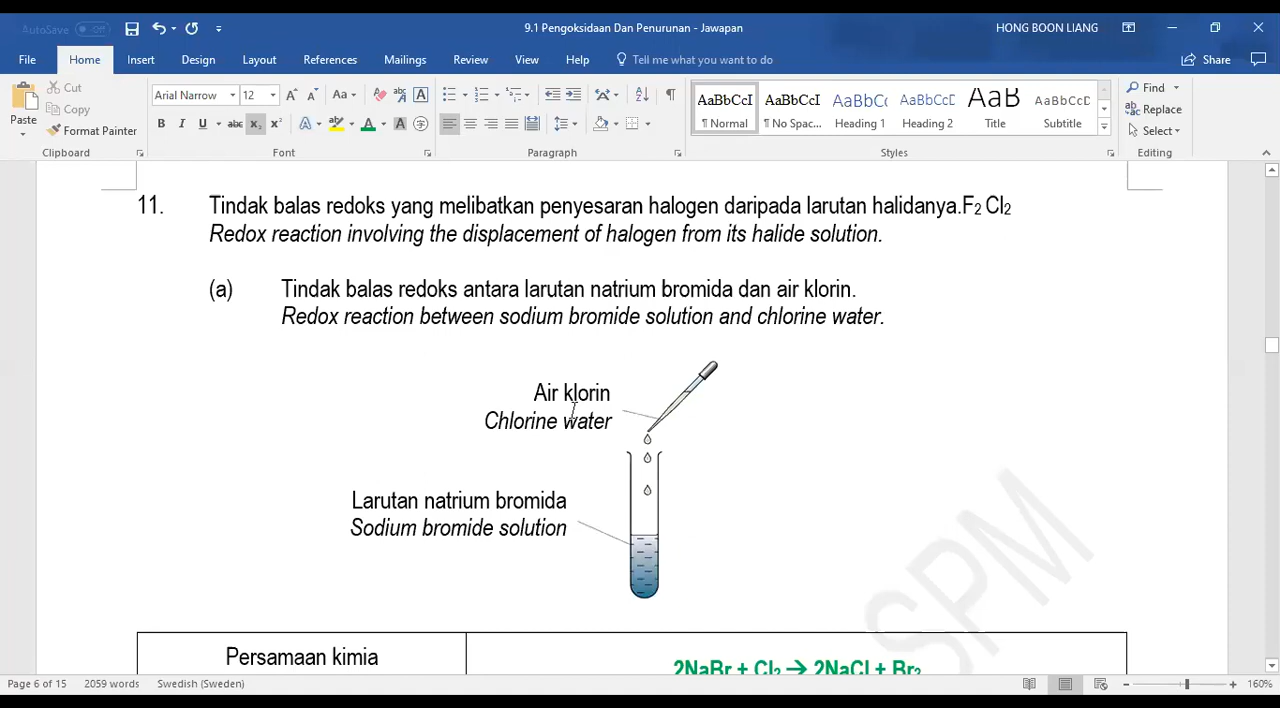 AutoSave Off
9.1 Pengoksidaan Dan Penurunan - Jawapan
HONG BOON LIANG
File Home Insert Design Layout References Mailings Review View Help Tell me what you want to do Share
Paste
Cut
Copy
Format Painter
Clipboard
Arial Narrow 12
Font
Paragraph
AaBbCcI AaBbCcI AaBbC AaBbCcI AaB AaBbCcI
¶ Normal ¶ No Spac... Heading 1 Heading 2 Title Subtitle
Styles
Find
Replace
Select
Editing
11. Tindak balas redoks yang melibatkan penyesaran halogen daripada larutan halidanya.F₂ Cl₂
Redox reaction involving the displacement of halogen from its halide solution.
(a) Tindak balas redoks antara larutan natrium bromida dan air klorin.
Redox reaction between sodium bromide solution and chlorine water.
Air klorin
Chlorine water
Larutan natrium bromida
Sodium bromide solution
SPM
Persamaan kimia
2NaBr + Cl₂ → 2NaCl + Br₂
Page 6 of 15 2059 words Swedish (Sweden) 160%